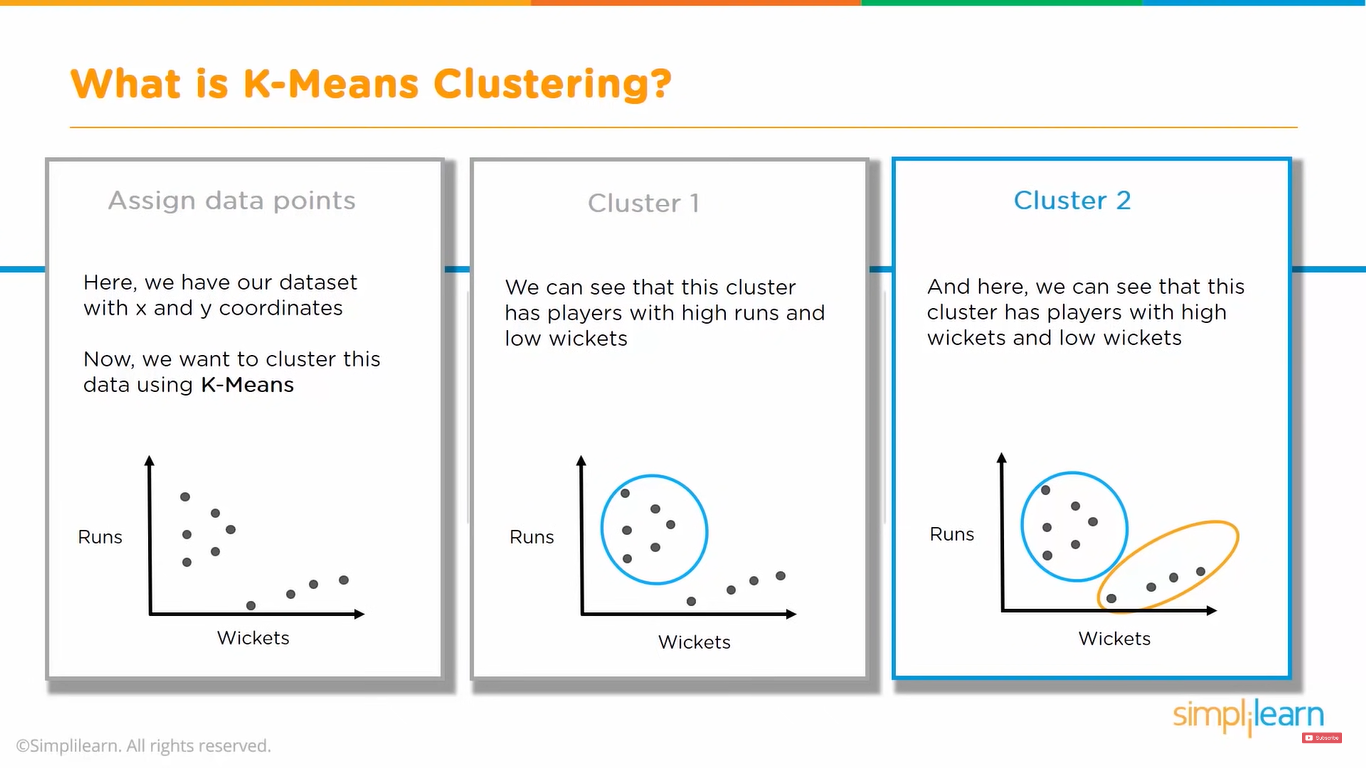 What is K-Means Clustering?
Assign data points
Here, we have our dataset
with x and y coordinates
Now, we want to cluster this
data using K-Means
Runs
Wickets
Cluster 1
We can see that this cluster
has players with high runs and
low wickets
Runs
Wickets
Cluster 2
And here, we can see that this
cluster has players with high
wickets and low wickets
Runs
Wickets
simplilearn
Subscribe
©Simplilearn. All rights reserved.